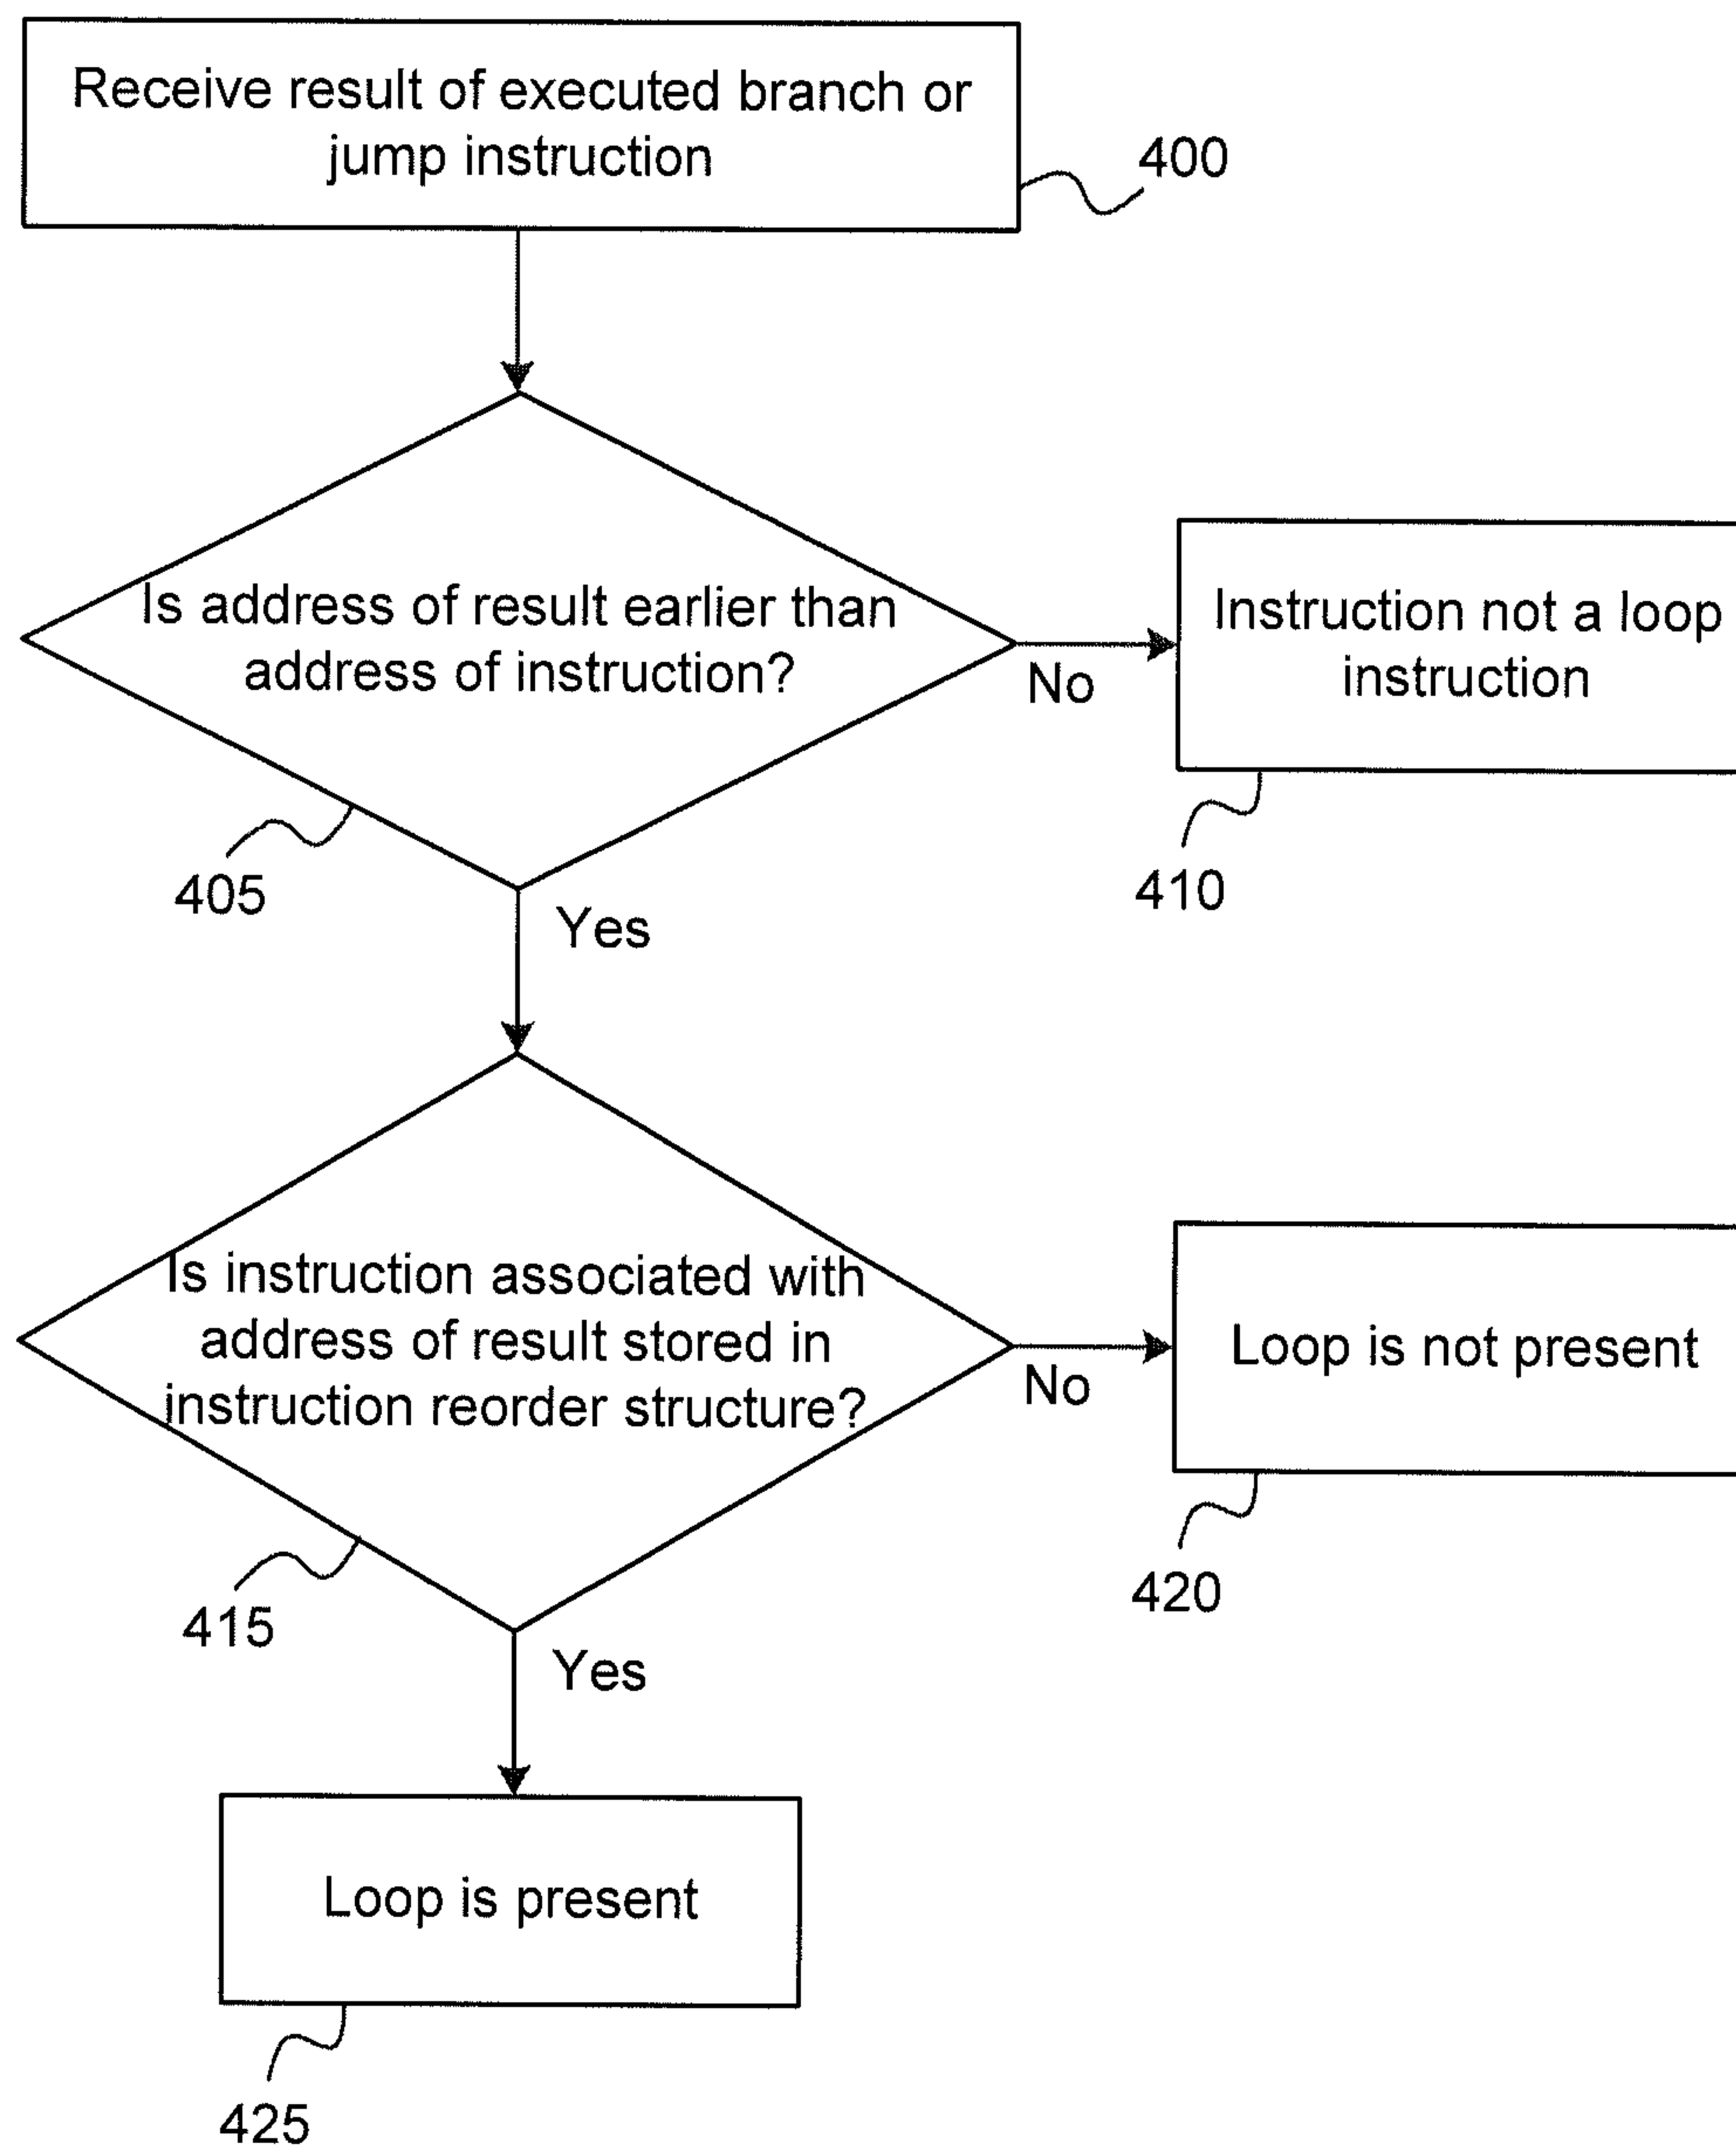 Receive result of executed branch or
jump instruction
400
Is address of result earlier than
address of instruction?
No
Instruction not a loop
instruction
405
410
Yes
Is instruction associated with
address of result stored in
instruction reorder structure?
No
Loop is not present
415
420
Yes
Loop is present
425